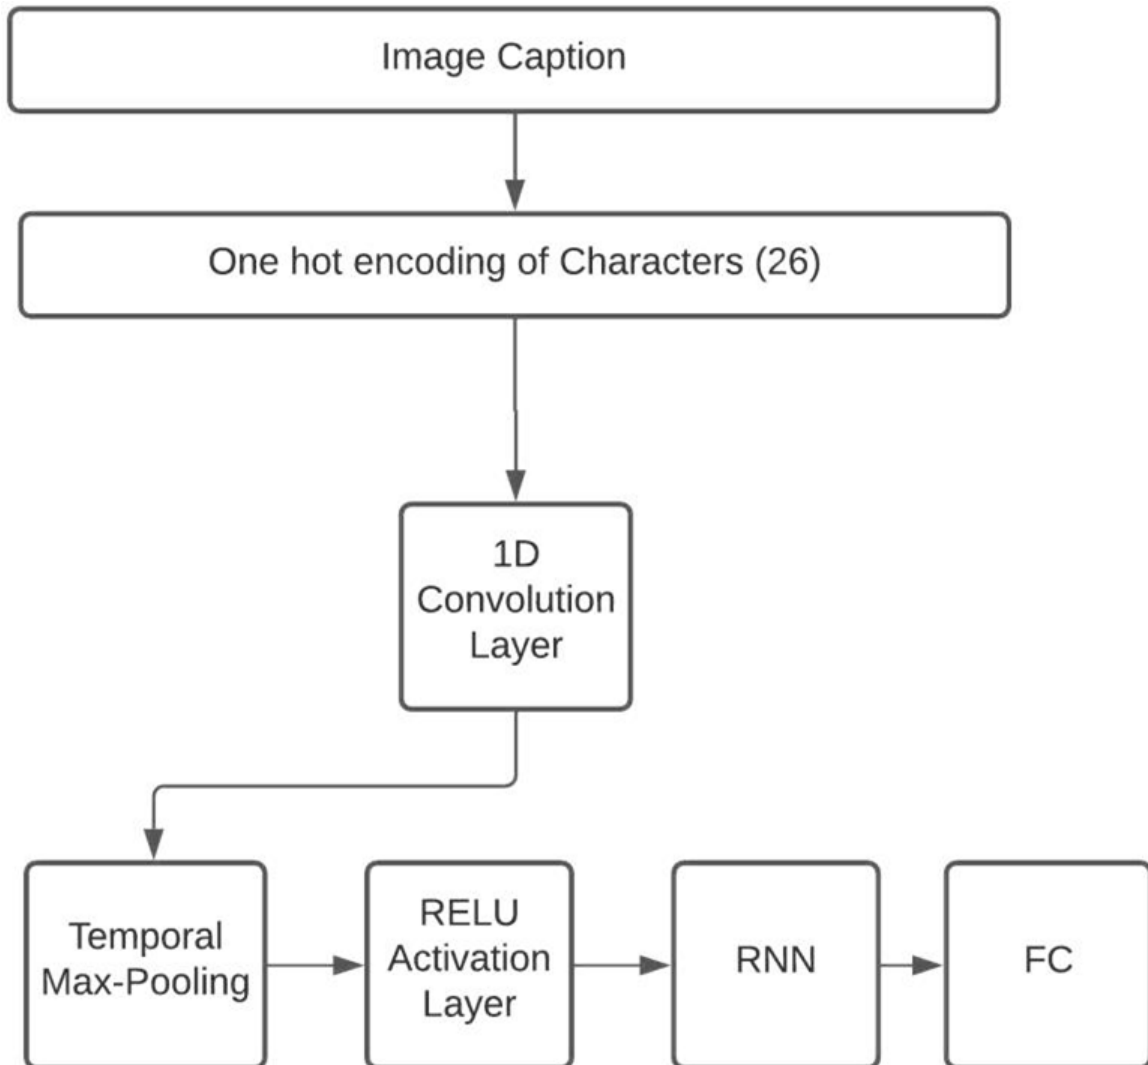 Image Caption
One hot encoding of Characters (26)
1D
Convolution
Layer
Temporal
Max-Pooling
RELU
Activation
Layer
RNN
FC